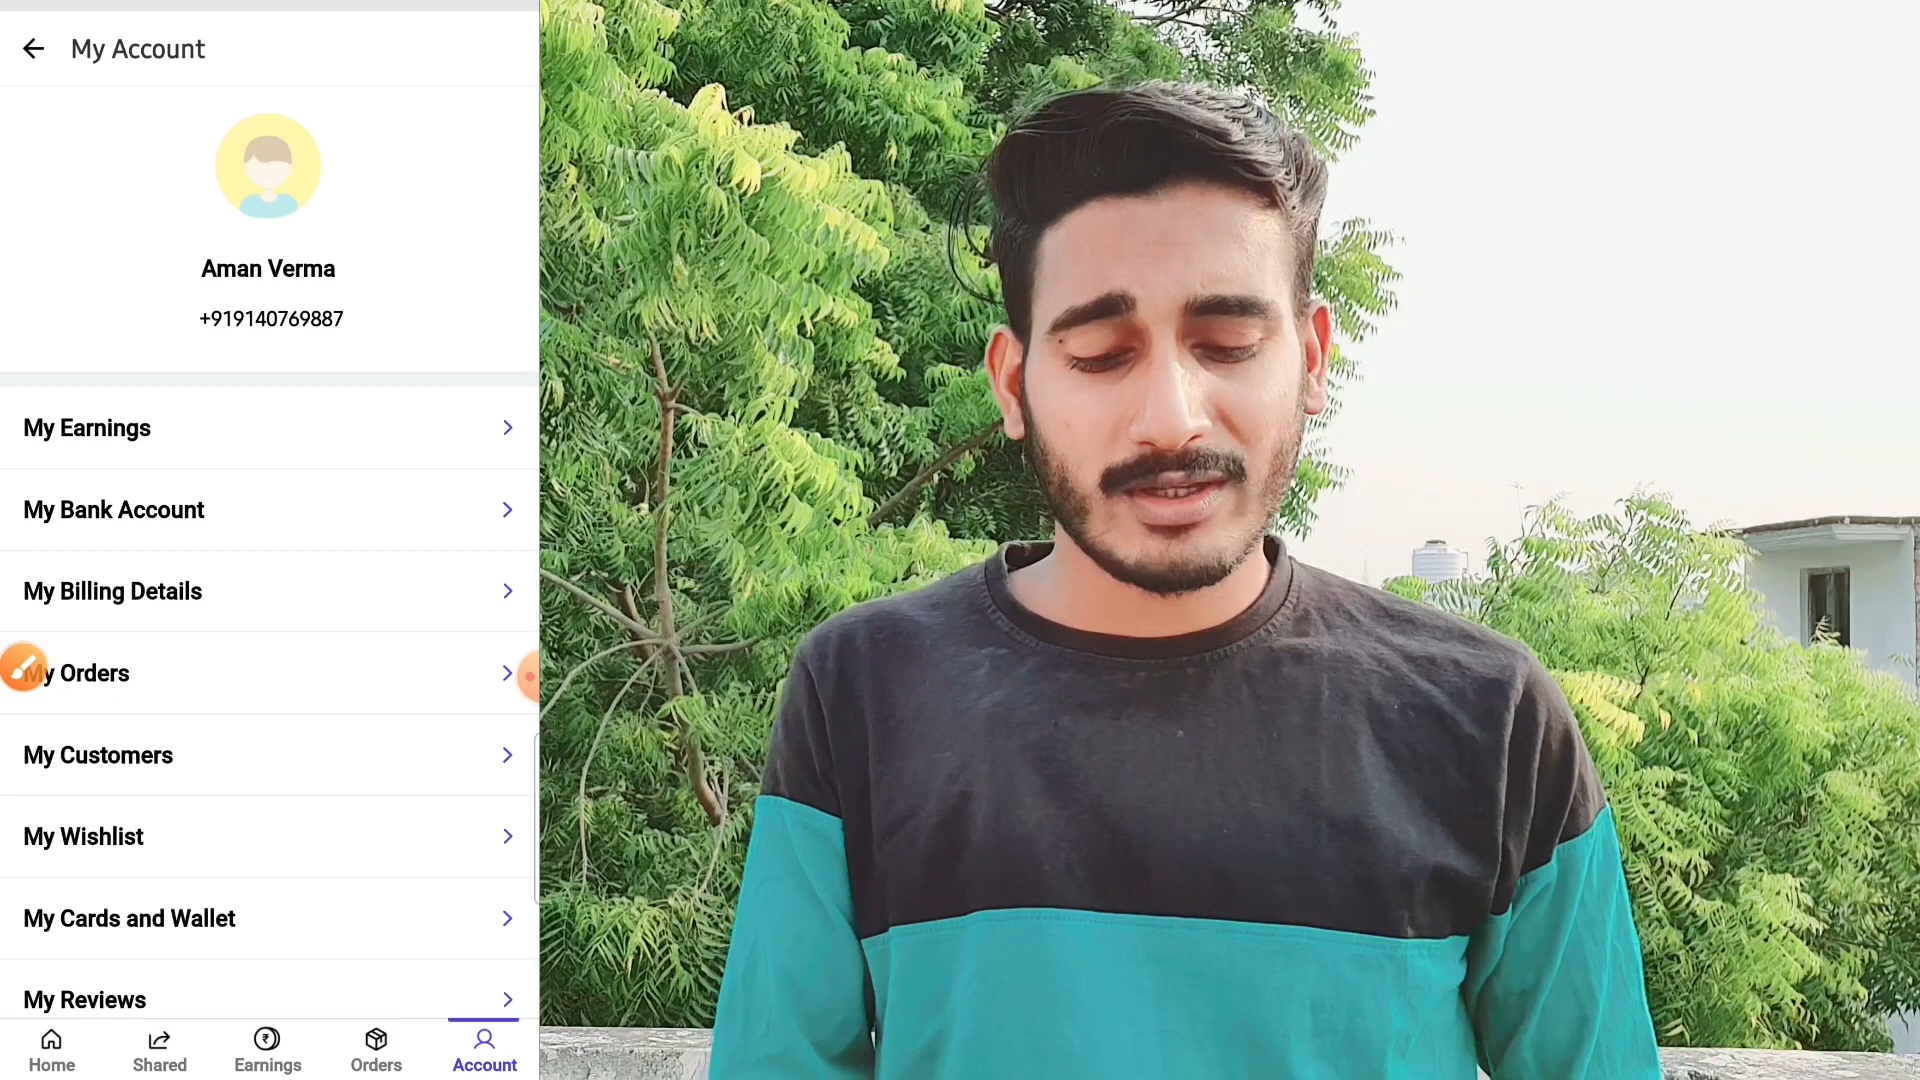 My Account
Aman Verma
+919140769887
My Earnings
My Bank Account
My Billing Details
My Orders
My Customers
My Wishlist
My Cards and Wallet
My Reviews
Home
Shared
Earnings
Orders
Account